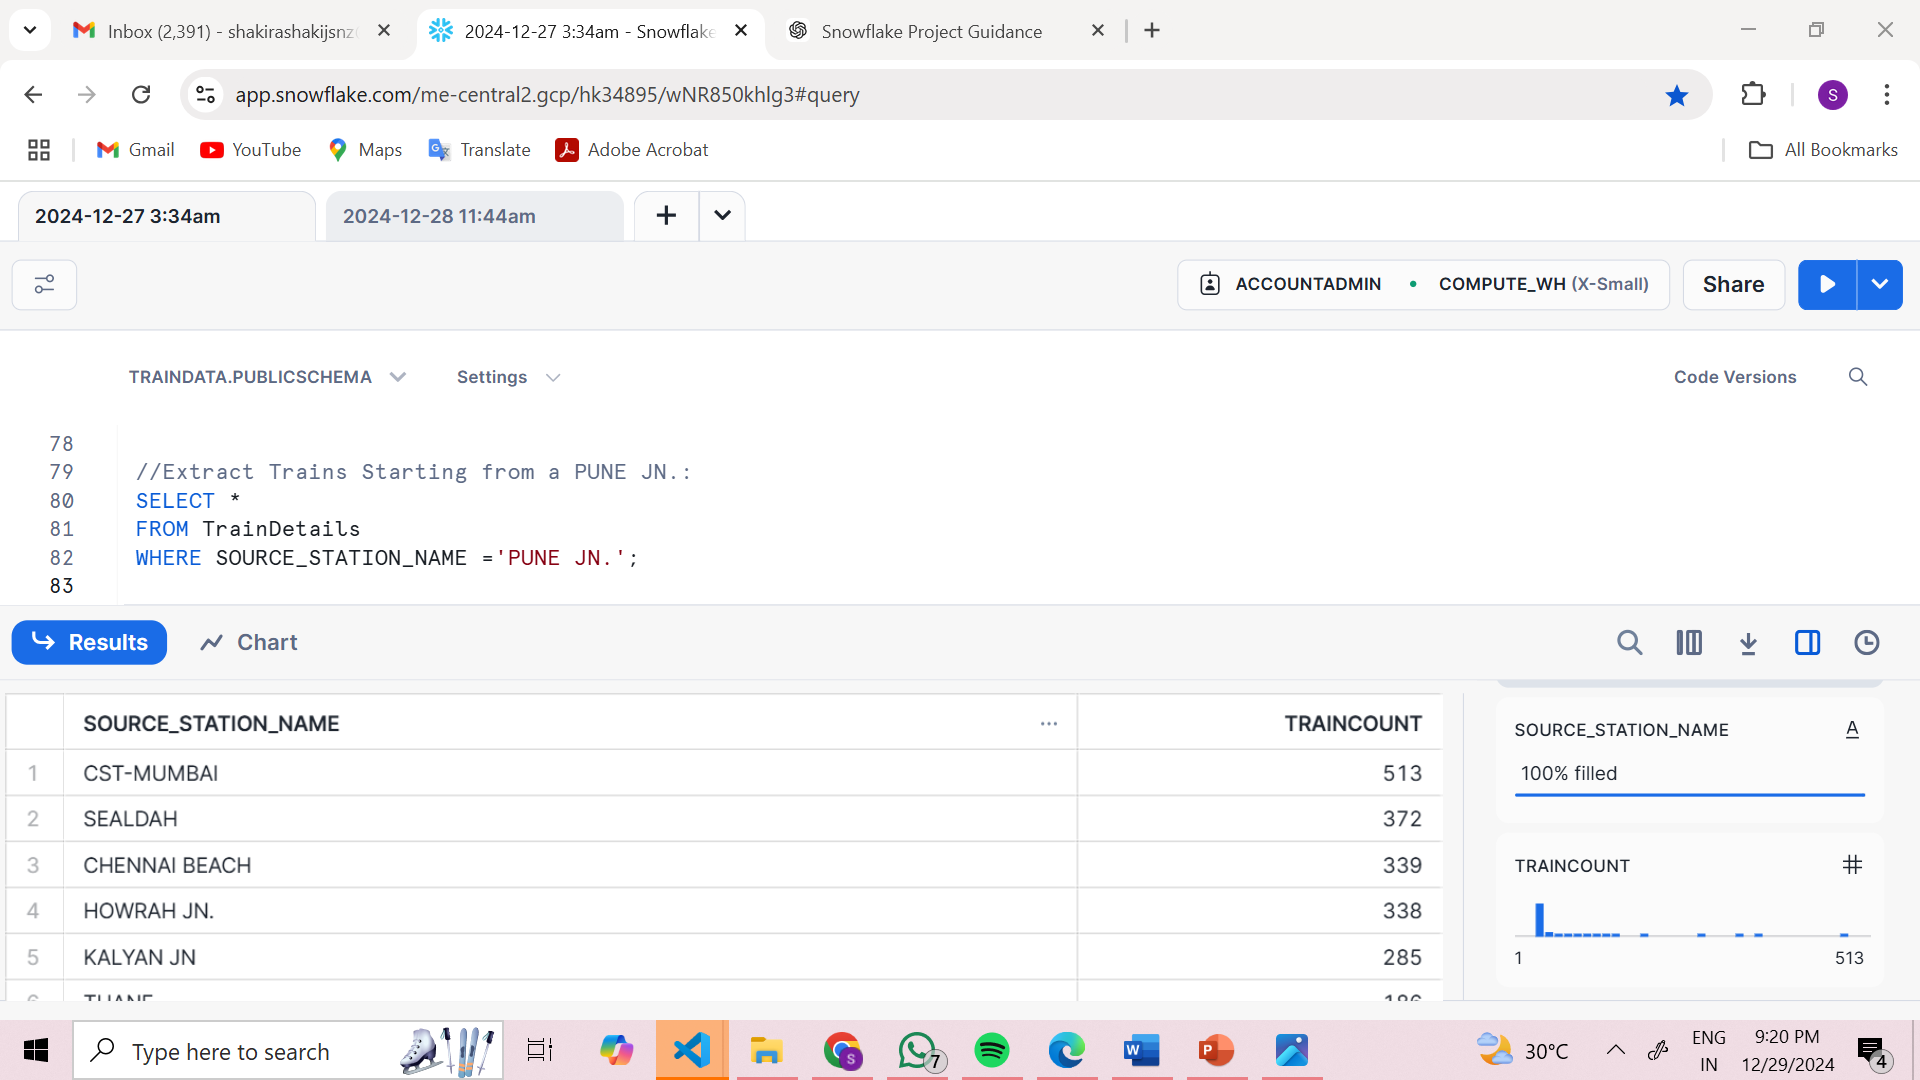 Inbox (2,391) - shakirashakijsnz
2024-12-27 3:34am - Snowflake
Snowflake Project Guidance
app.snowflake.com/me-central2.gcp/hk34895/wNR850khlg3#query
S
Gmail
YouTube
Maps
Translate
Adobe Acrobat
All Bookmarks
2024-12-27 3:34am
2024-12-28 11:44am
ACCOUNTADMIN
COMPUTE_WH (X-Small)
Share
TRAINDATA.PUBLICSCHEMA
Settings
Code Versions
78
79 //Extract Trains Starting from a PUNE JN.:
80 SELECT *
81 FROM TrainDetails
82 WHERE SOURCE_STATION_NAME ='PUNE JN.';
83
Results
Chart
SOURCE_STATION_NAME ... TRAINCOUNT
1 CST-MUMBAI 513
2 SEALDAH 372
3 CHENNAI BEACH 339
4 HOWRAH JN. 338
5 KALYAN JN 285
6 THANE 186
SOURCE_STATION_NAME A
100% filled
TRAINCOUNT #
1 513
Type here to search
S
7
W
P
30°C
ENG
IN
9:20 PM
12/29/2024
4